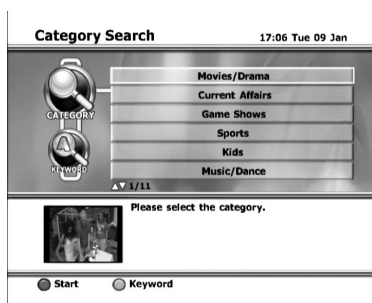 Category Search
17:06 Tue 09 Jan
CATEGORY
A
KEYWORD
Movies/Drama
Current Affairs
Game Shows
Sports
Kids
Music/Dance
▲▼ 1/11
Please select the category.
Start
Keyword